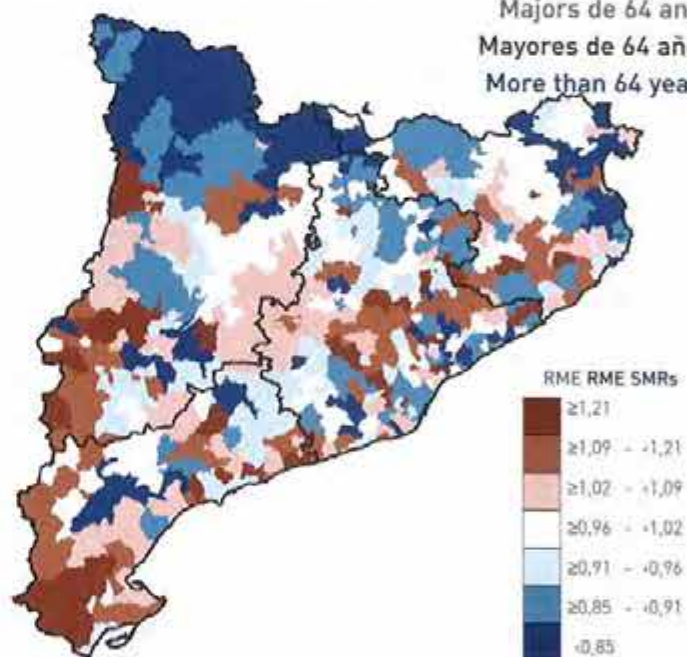 Majors de 64 an
Mayores de 64 añ
More than 64 yea
RME RME SMRs
≥1,21
≥1,09 - <1,21
≥1,02 - <1,09
≥0,96 - <1,02
≥0,91 - <0,96
≥0,85 - <0,91
<0,85